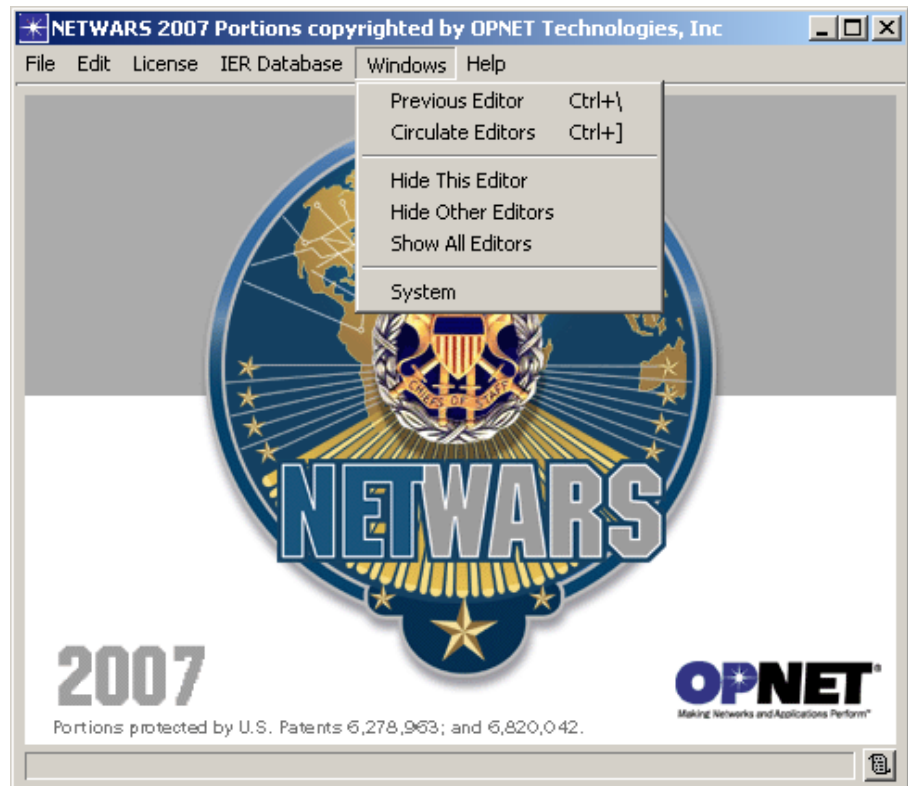 NETWARS 2007 Portions copyrighted by OPNET Technologies, Inc
File Edit License IER Database Windows Help
Previous Editor Ctrl+\
Circulate Editors Ctrl+]
Hide This Editor
Hide Other Editors
Show All Editors
System
CHIEFS OF STAFF
NETWARS
2007
OPNET
Making Networks and Applications Perform™
Portions protected by U.S. Patents 6,278,963; and 6,820,042.